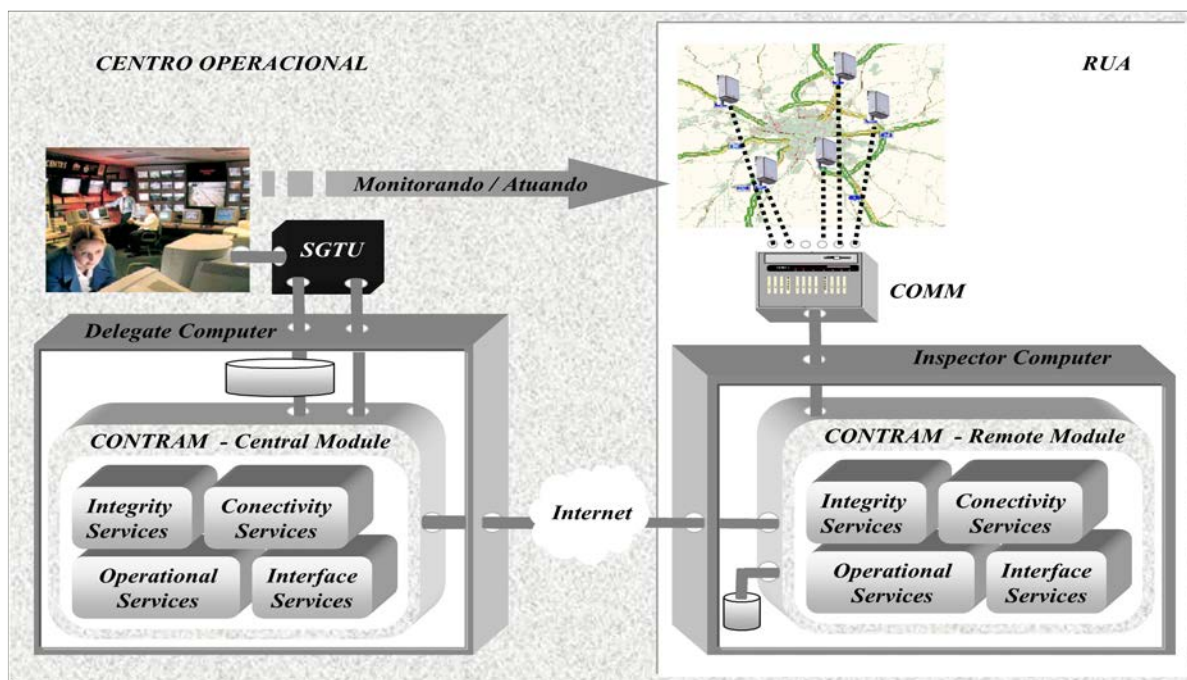 CENTRO OPERACIONAL
RUA
Monitorando / Atuando
SGTU
COMM
Delegate Computer
Inspector Computer
CONTRAM - Central Module
Integrity
Services
Conectivity
Services
Operational
Services
Interface
Services
Internet
CONTRAM - Remote Module
Integrity
Services
Conectivity
Services
Operational
Services
Interface
Services